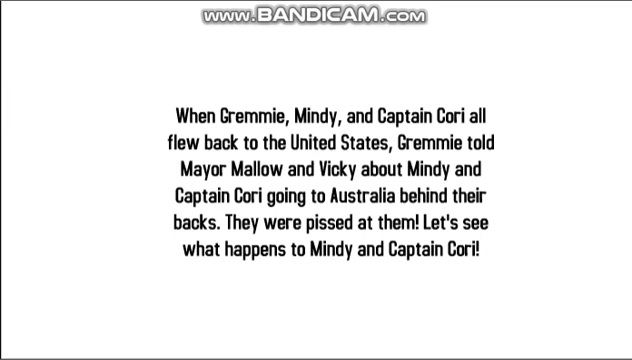 www.BANDICAM.com
When Gremmie, Mindy, and Captain Cori all
flew back to the United States, Gremmie told
Mayor Mallow and Vicky about Mindy and
Captain Cori going to Australia behind their
backs. They were pissed at them! Let's see
what happens to Mindy and Captain Cori!